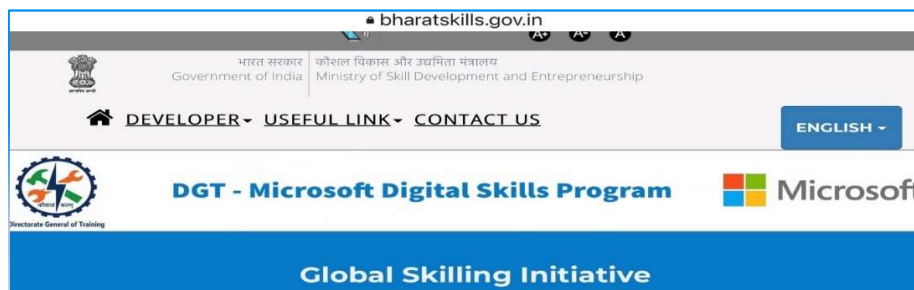 bharatskills.gov.in
A+ A- A
भारत सरकार कौशल विकास और उद्यमिता मंत्रालय
Government of India Ministry of Skill Development and Entrepreneurship
DEVELOPER USEFUL LINK CONTACT US
ENGLISH
DGT - Microsoft Digital Skills Program
Microsoft
Directorate General of Training
Global Skilling Initiative